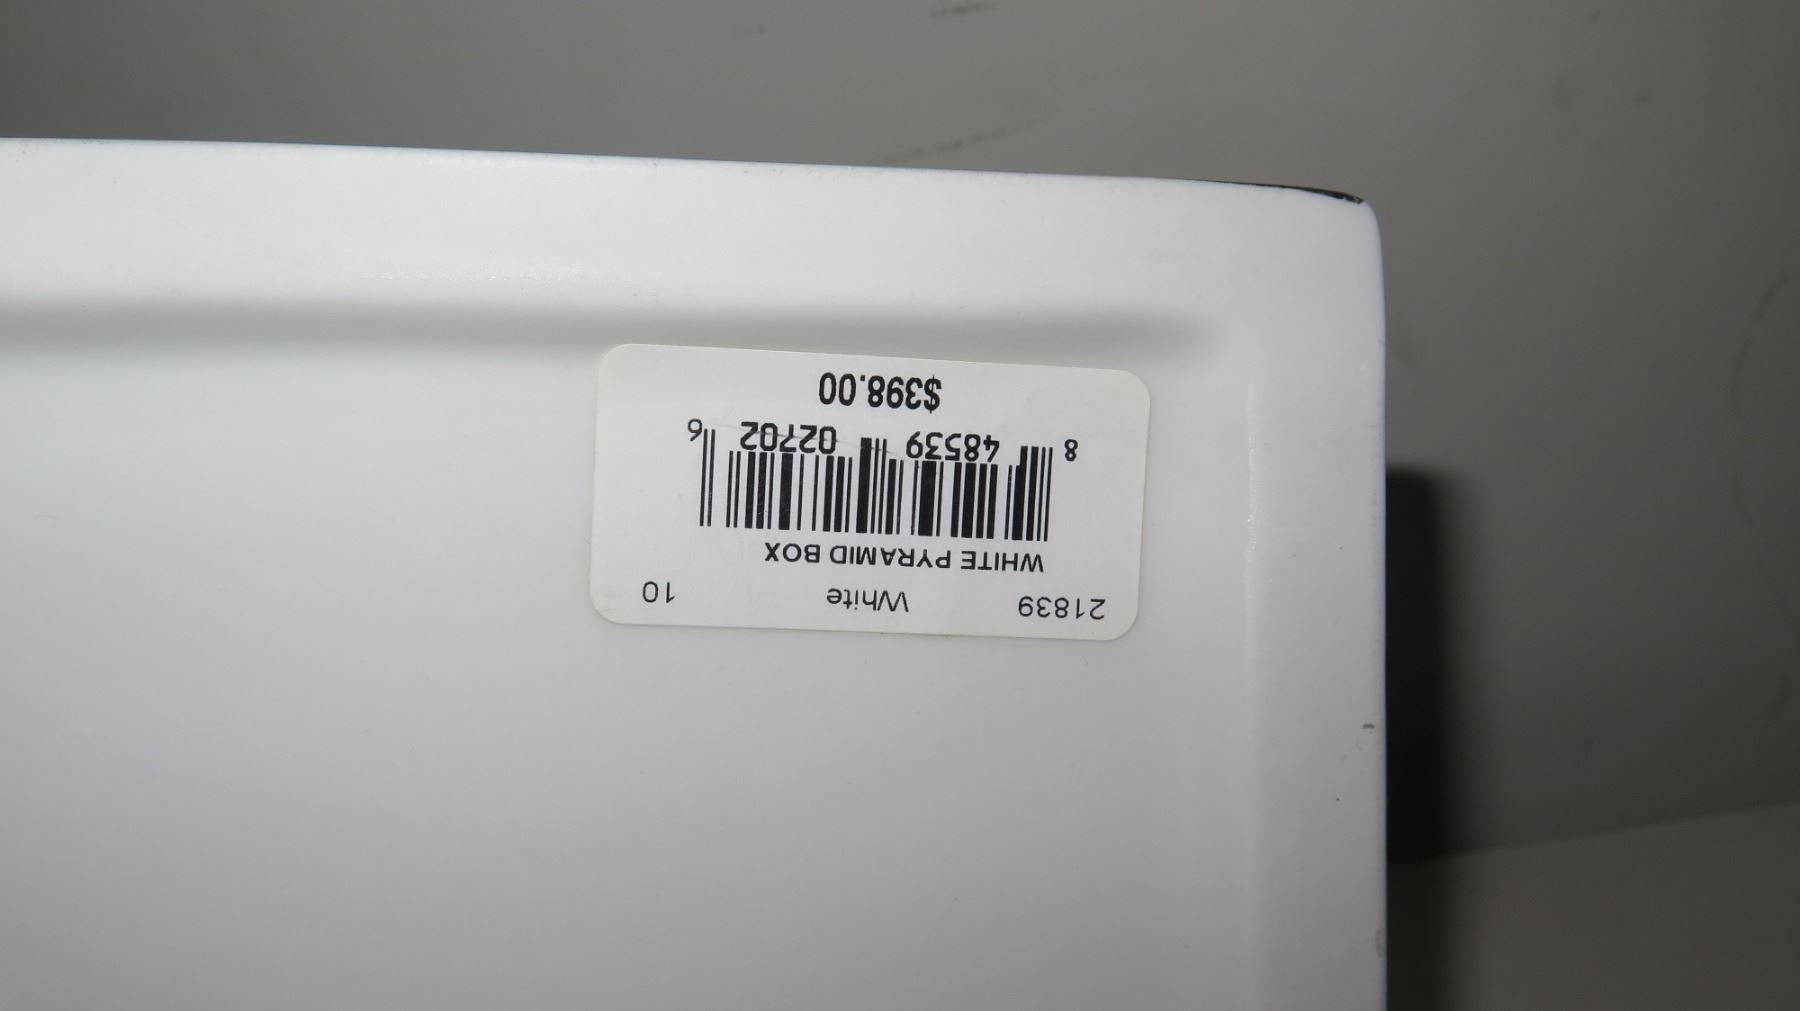 21839 White 10
WHITE PYRAMID BOX
8 48539 02702 6
$398.00